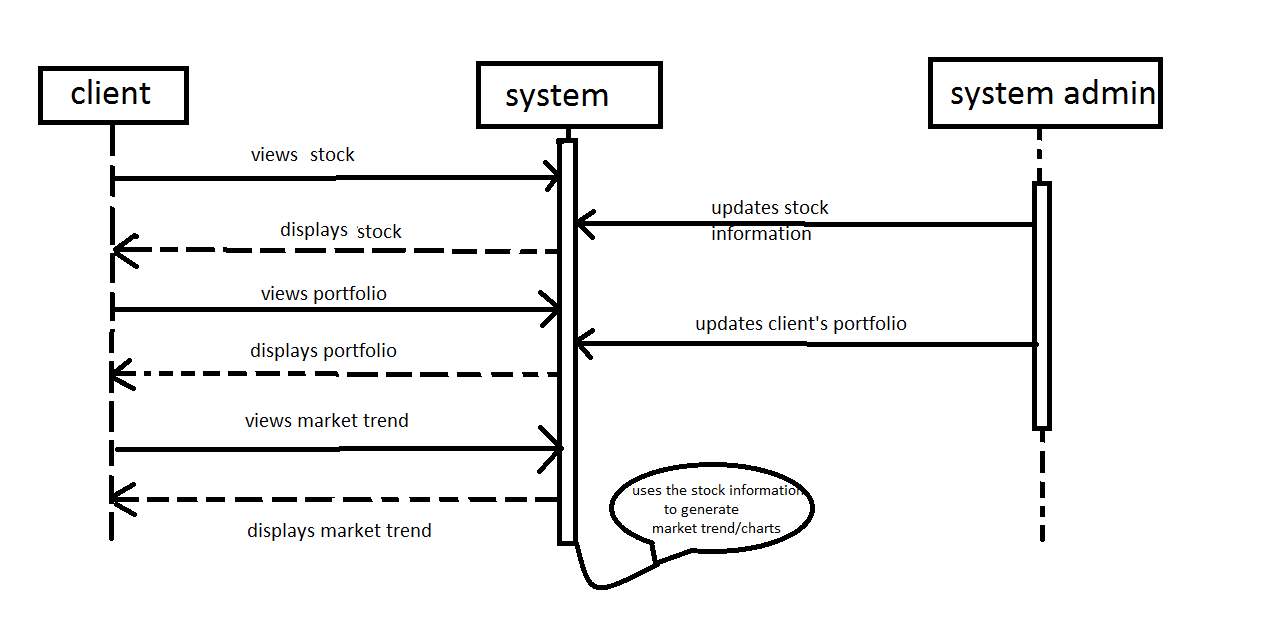 client
system
system admin
views stock
updates stock
information
displays stock
views portfolio
updates client's portfolio
displays portfolio
views market trend
uses the stock information
to generate
market trend/charts
displays market trend